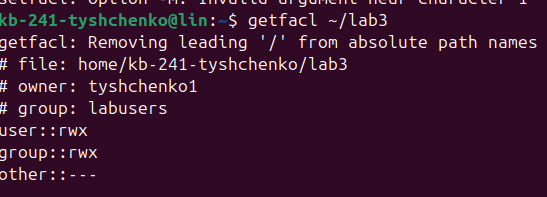 setfacl: Option -M: Invalid argument near character 1
kb-241-tyshchenko@lin:~$ getfacl ~/lab3
getfacl: Removing leading '/' from absolute path names
# file: home/kb-241-tyshchenko/lab3
# owner: tyshchenko1
# group: labusers
user::rwx
group::rwx
other::---